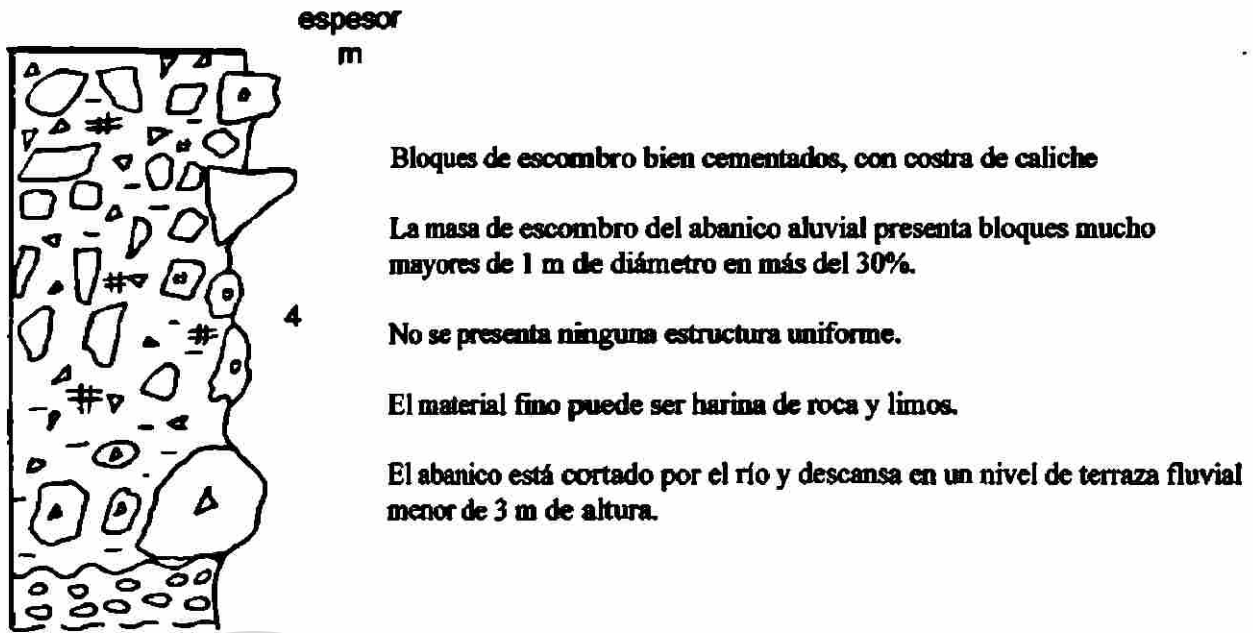 espesor
m
Bloques de escombro bien cementados, con costra de caliche
La masa de escombro del abanico aluvial presenta bloques mucho
mayores de 1 m de diámetro en más del 30%.
4
No se presenta ninguna estructura uniforme.
El material fino puede ser harina de roca y limos.
El abanico está cortado por el río y descansa en un nivel de terraza fluvial
menor de 3 m de altura.